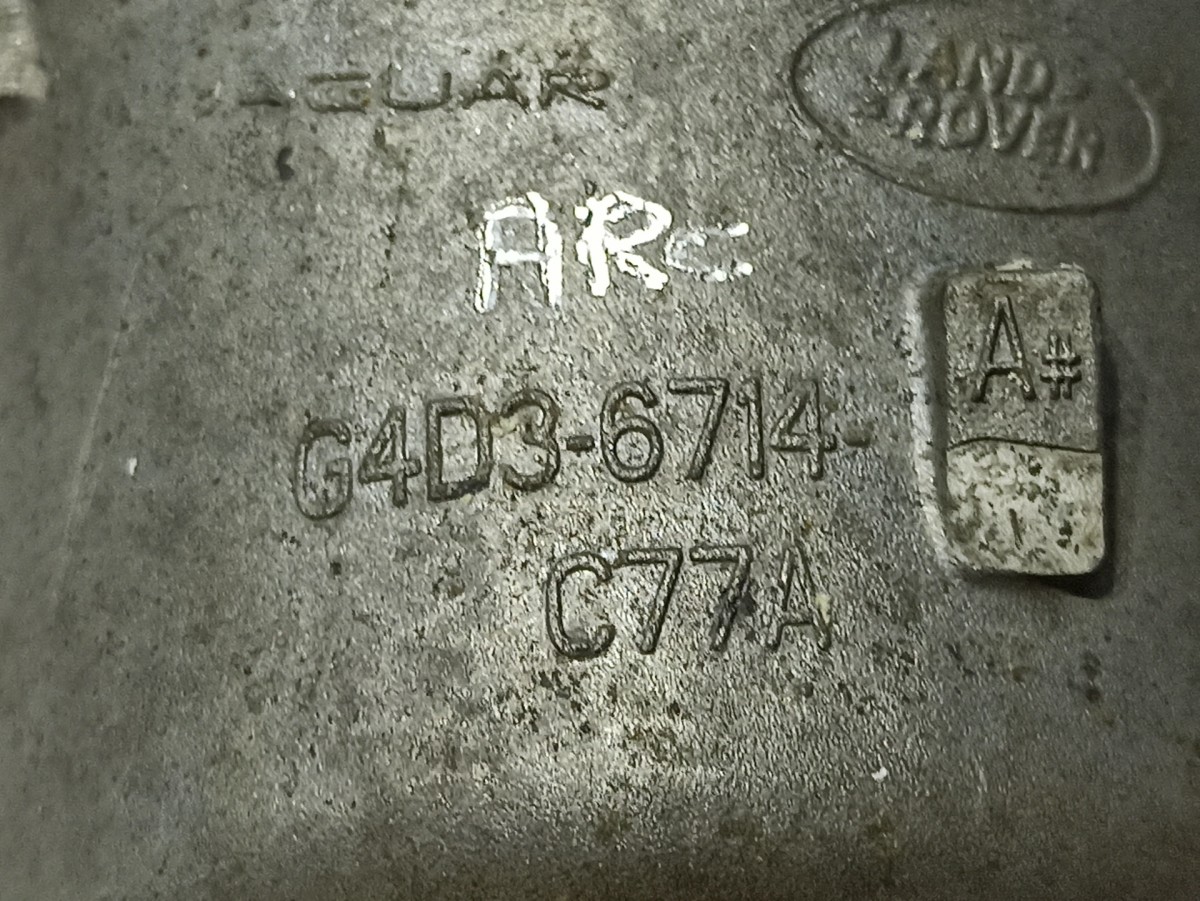 JAGUAR
LAND-
ROVER
ARC
A#
G4D3-6714-
C77A